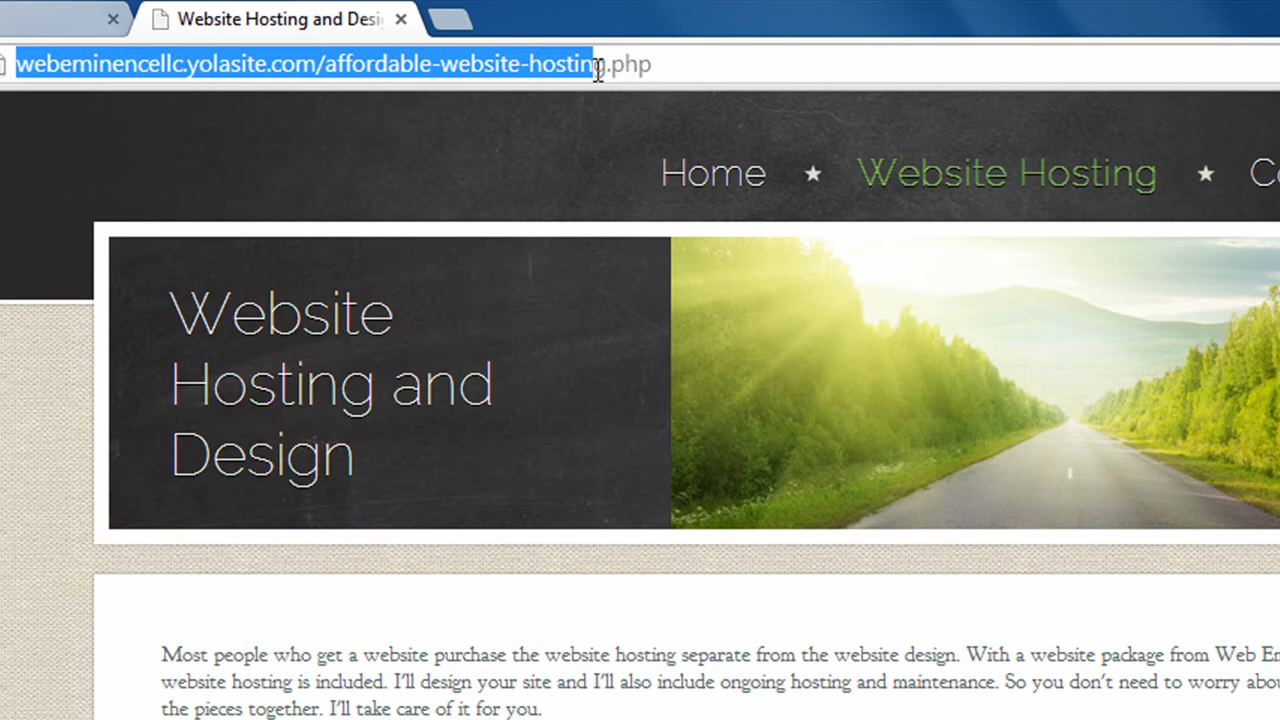 Website Hosting and Desi
webeminencellc.yolasite.com/affordable-website-hosting.php
Home ★ Website Hosting ★
Website
Hosting and
Design
Most people who get a website purchase the website hosting separate from the website design. With a website package from Web
website hosting is included. I'll design your site and I'll also include ongoing hosting and maintenance. So you don't need to worry
the pieces together. I'll take care of it for you.